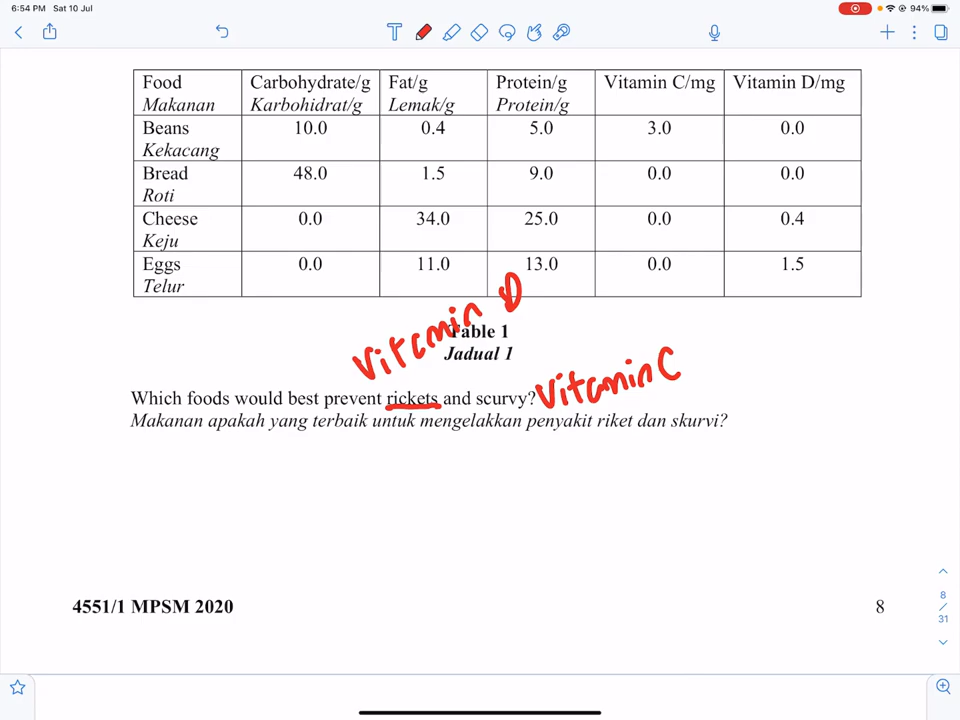 6:54 PM Sat 10 Jul 94%
Food Carbohydrate/g Fat/g Protein/g Vitamin C/mg Vitamin D/mg
Makanan Karbohidrat/g Lemak/g Protein/g
Beans 10.0 0.4 5.0 3.0 0.0
Kekacang
Bread 48.0 1.5 9.0 0.0 0.0
Roti
Cheese 0.0 34.0 25.0 0.0 0.4
Keju
Eggs 0.0 11.0 13.0 0.0 1.5
Telur
Vitamin D
Table 1
Jadual 1
Vitamin C
Which foods would best prevent rickets and scurvy?
Makanan apakah yang terbaik untuk mengelakkan penyakit riket dan skurvi?
4551/1 MPSM 2020 8
8
/
31